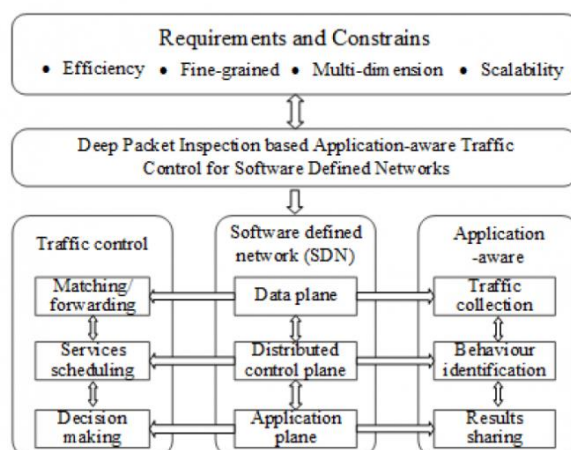 Requirements and Constrains
• Efficiency • Fine-grained • Multi-dimension • Scalability
Deep Packet Inspection based Application-aware Traffic
Control for Software Defined Networks
Traffic control
Software defined
network (SDN)
Application
-aware
Matching/
forwarding
Data plane
Traffic
collection
Services
scheduling
Distributed
control plane
Behaviour
identification
Decision
making
Application
plane
Results
sharing